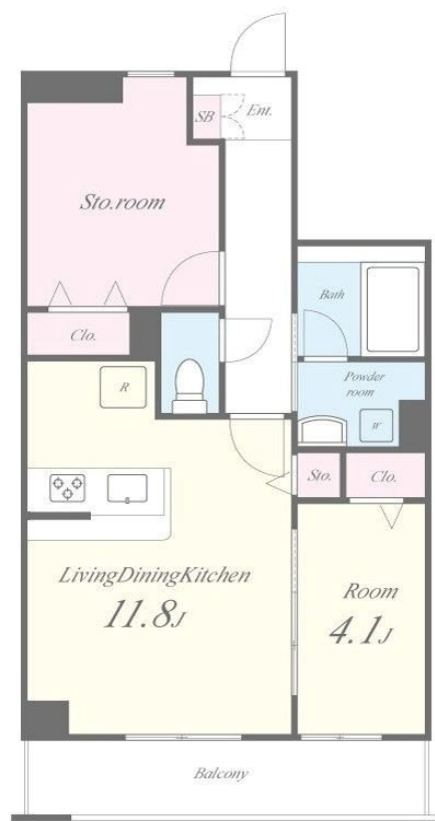 SB
Ent.
Sto.room
Bath
Clo.
R
Powder
room
W
Sto.
Clo.
LivingDiningKitchen
11.8J
Room
4.1J
Balcony